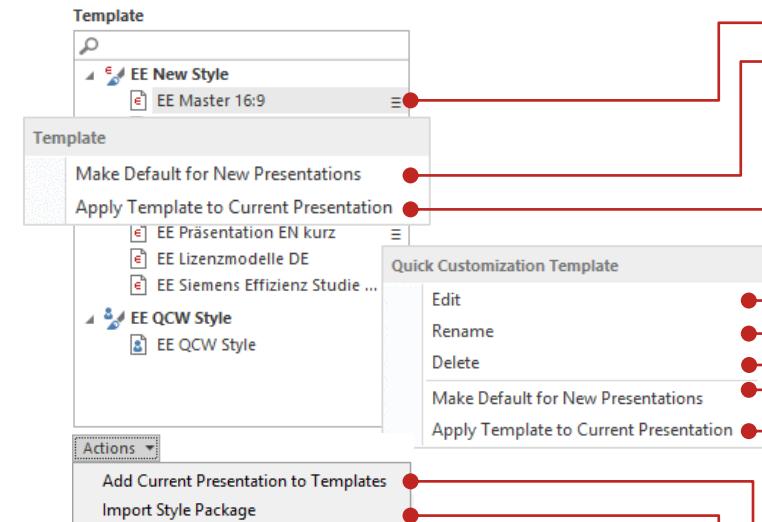 Template
EE New Style
EE Master 16:9
Template
Make Default for New Presentations
Apply Template to Current Presentation
EE Präsentation EN kurz
EE Lizenzmodelle DE
EE Siemens Effizienz Studie ...
EE QCW Style
EE QCW Style
Quick Customization Template
Edit
Rename
Delete
Make Default for New Presentations
Apply Template to Current Presentation
Actions
Add Current Presentation to Templates
Import Style Package